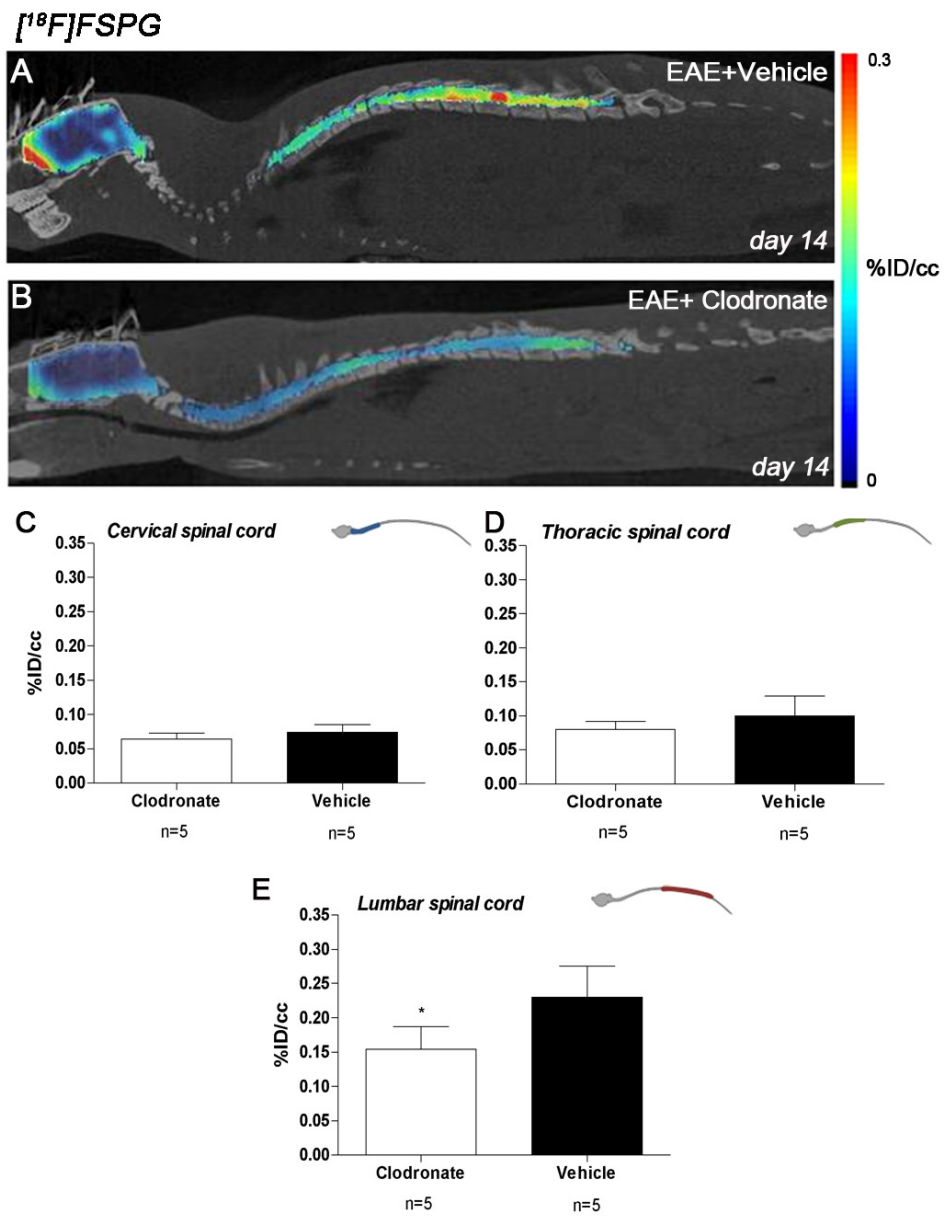 [¹⁸F]FSPG
A
EAE+Vehicle
day 14
B
EAE+ Clodronate
day 14
0.3
%ID/cc
0
C
Cervical spinal cord
0.35
0.30
0.25
0.20
0.15
0.10
0.05
0.00
%ID/cc
Clodronate
Vehicle
n=5
n=5
D
Thoracic spinal cord
0.35
0.30
0.25
0.20
0.15
0.10
0.05
0.00
Clodronate
Vehicle
n=5
n=5
E
Lumbar spinal cord
0.35
0.30
0.25
0.20
0.15
0.10
0.05
0.00
%ID/cc
*
Clodronate
Vehicle
n=5
n=5